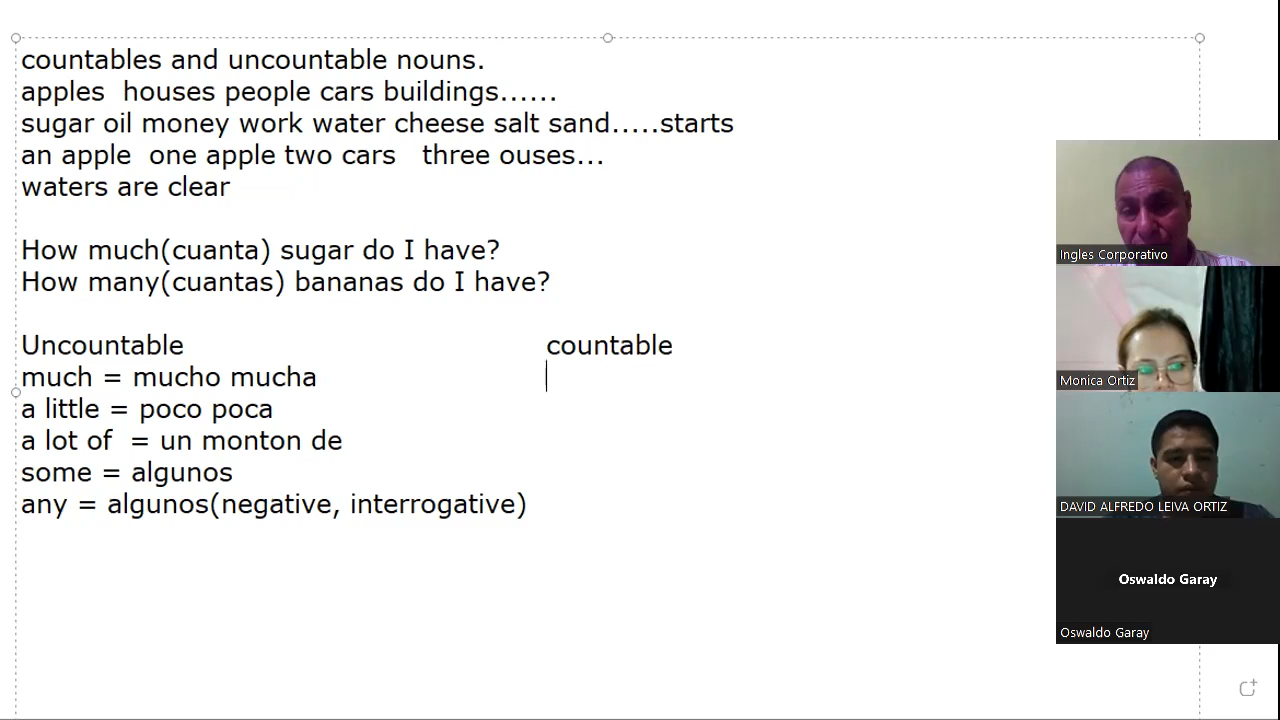 countables and uncountable nouns.
apples  houses people cars buildings......
sugar oil money work water cheese salt sand.....starts
an apple  one apple two cars   three ouses...
waters are clear
How much(cuanta) sugar do I have?
How many(cuantas) bananas do I have?
Uncountable countable
much = mucho mucha
a little = poco poca
a lot of  = un monton de
some = algunos
any = algunos(negative, interrogative)
Ingles Corporativo
Monica Ortiz
DAVID ALFREDO LEIVA ORTIZ
Oswaldo Garay
Oswaldo Garay